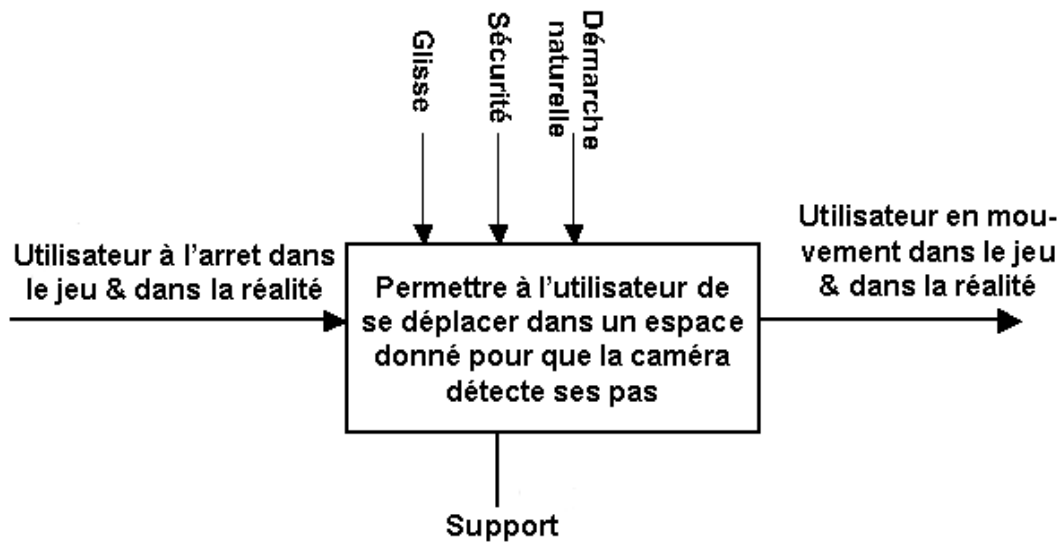 Glisse
Sécurité
Démarche
naturelle
Utilisateur à l'arret dans
le jeu & dans la réalité
Permettre à l'utilisateur de
se déplacer dans un espace
donné pour que la caméra
détecte ses pas
Utilisateur en mou-
vement dans le jeu
& dans la réalité
Support